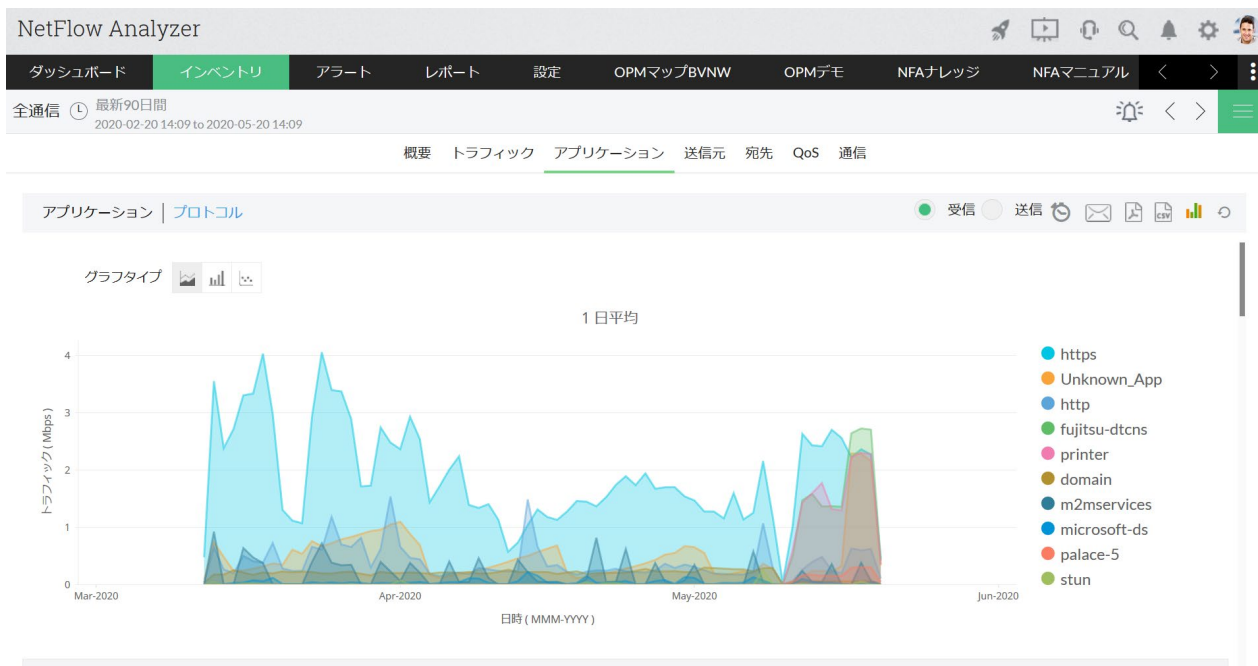 NetFlow Analyzer
ダッシュボード インベントリ アラート レポート 設定 OPMマップBVNW OPMデモ NFAナレッジ NFAマニュアル
全通信 最新90日間
2020-02-20 14:09 to 2020-05-20 14:09
概要 トラフィック アプリケーション 送信元 宛先 QoS 通信
アプリケーション | プロトコル 受信 送信 CSV
グラフタイプ
1 日平均
トラフィック ( Mbps )
4
3
2
1
0
Mar-2020 Apr-2020 May-2020 Jun-2020
日時 ( MMM-YYYY )
https
Unknown_App
http
fujitsu-dtcns
printer
domain
m2mservices
microsoft-ds
palace-5
stun